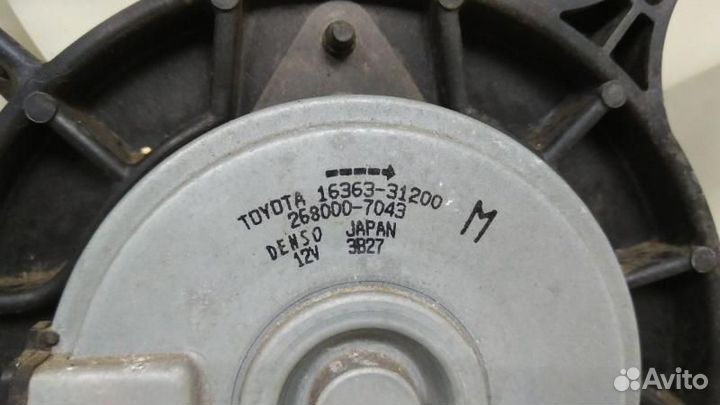 TOYOTA 16363-31200
268000-7043
DENSO JAPAN
12V 3B27
M
Avito